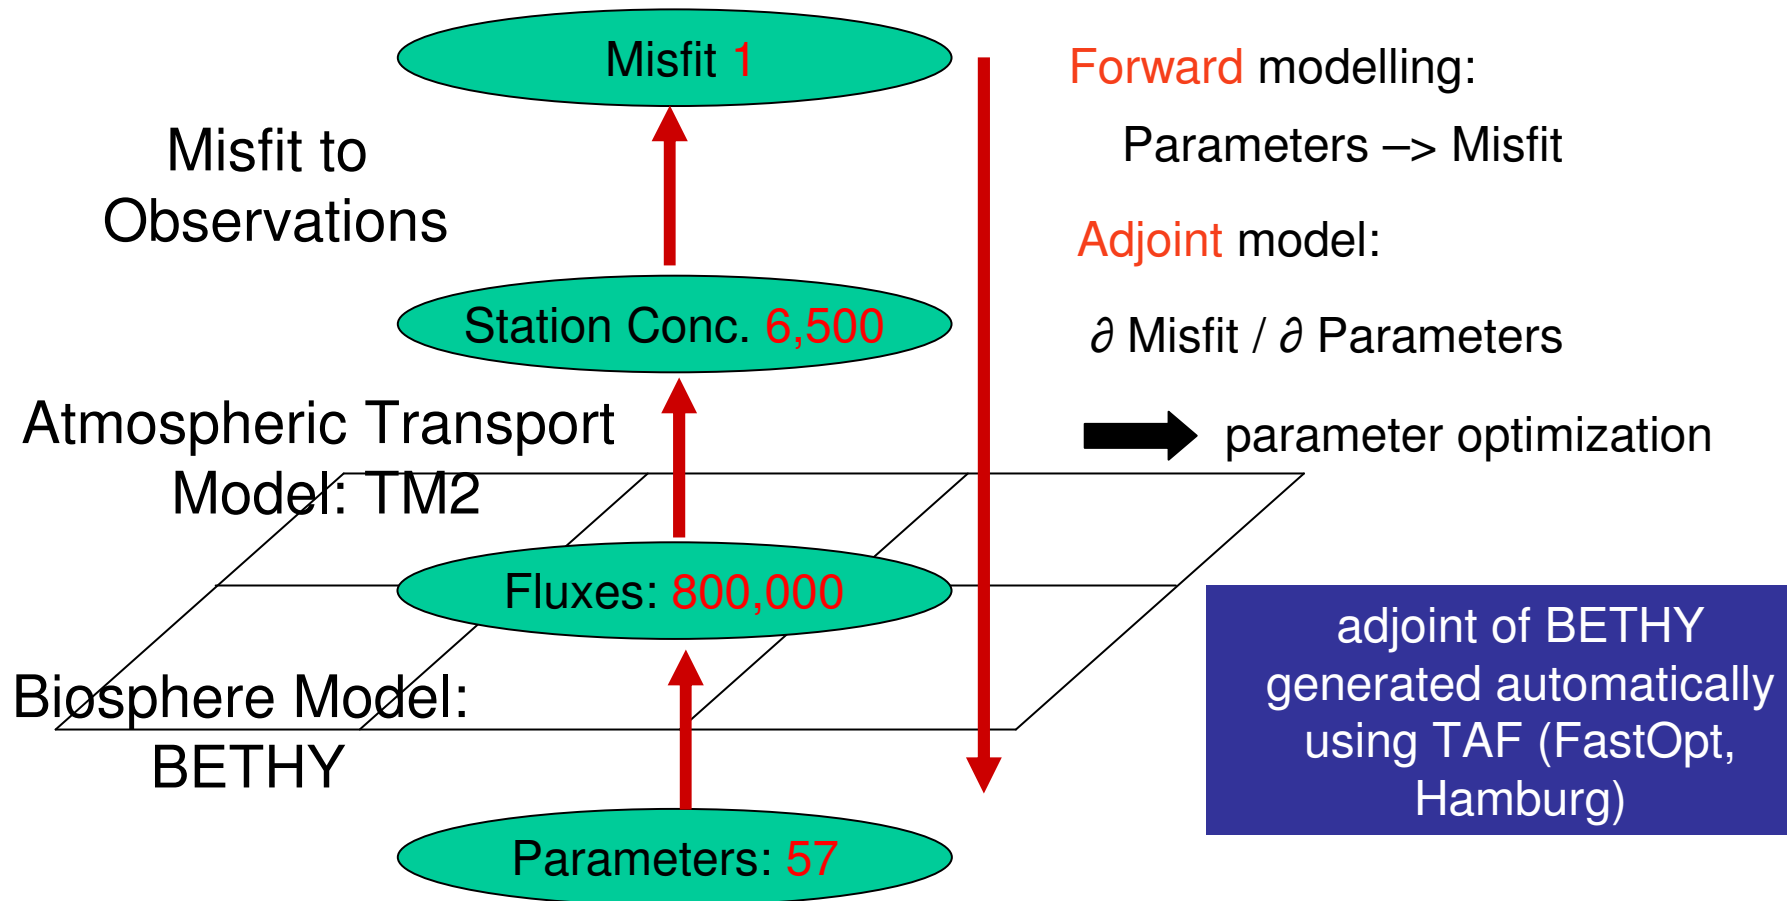 Misfit 1
Misfit to
Observations
Station Conc. 6,500
Atmospheric Transport
Model: TM2
Fluxes: 800,000
Biosphere Model:
BETHY
Parameters: 57
Forward modelling:
Parameters –> Misfit
Adjoint model:
∂ Misfit / ∂ Parameters
parameter optimization
adjoint of BETHY
generated automatically
using TAF (FastOpt,
Hamburg)